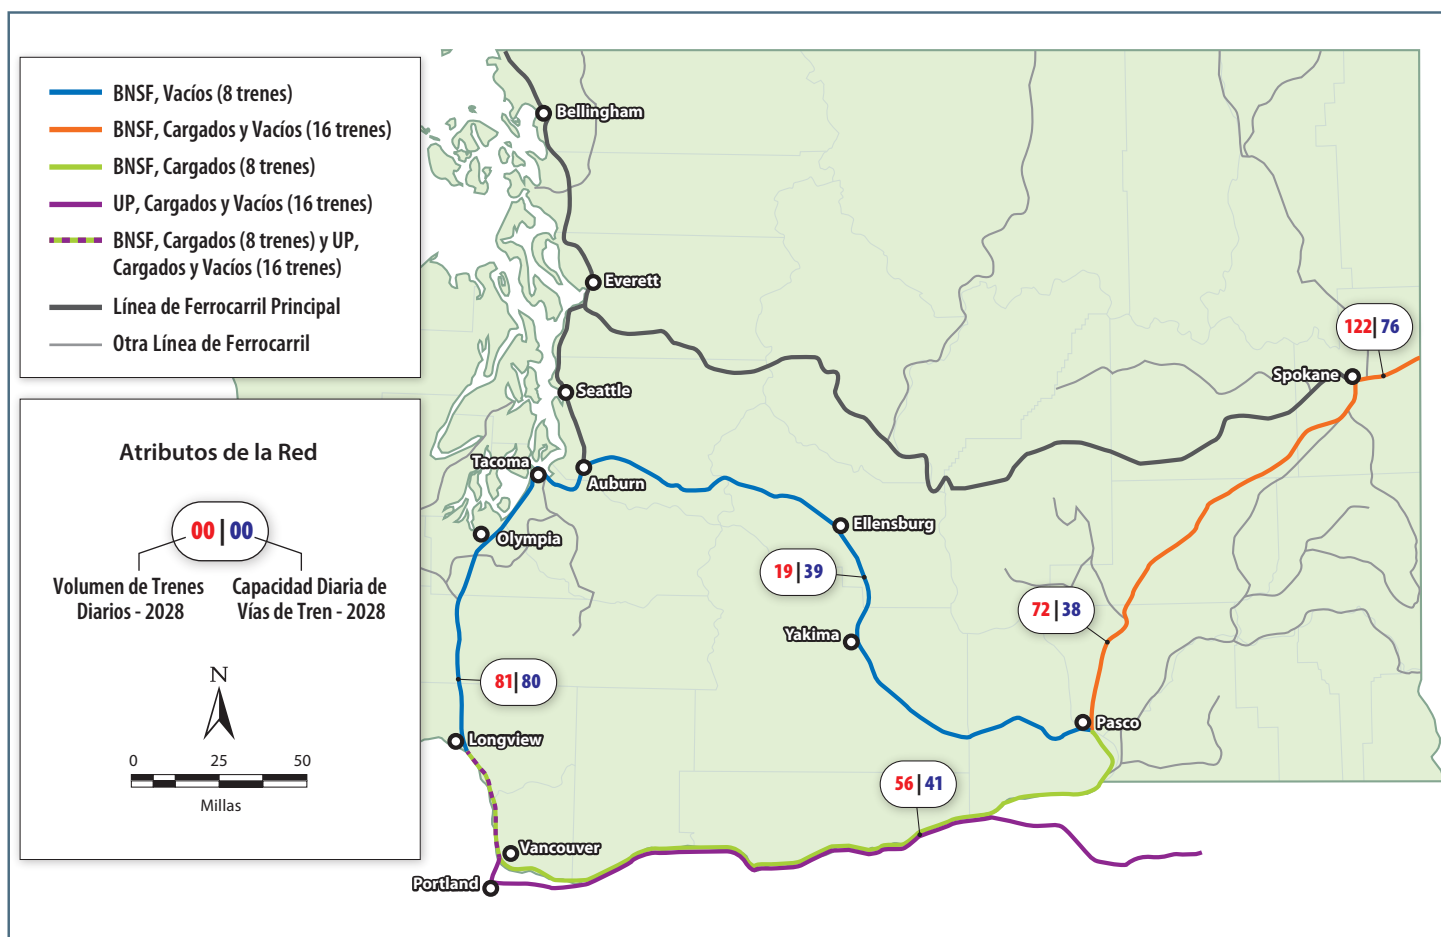 BNSF, Vacíos (8 trenes)
BNSF, Cargados y Vacíos (16 trenes)
BNSF, Cargados (8 trenes)
UP, Cargados y Vacíos (16 trenes)
BNSF, Cargados (8 trenes) y UP,
Cargados y Vacíos (16 trenes)
Línea de Ferrocarril Principal
Otra Línea de Ferrocarril
Atributos de la Red
00|00
Volumen de Trenes
Diarios - 2028
Capacidad Diaria de
Vías de Tren - 2028
N
0 25 50
Millas
Bellingham
Everett
122|76
Spokane
Seattle
Tacoma
Auburn
Ellensburg
Olympia
19|39
72|38
Yakima
81|80
Pasco
Longview
56|41
Vancouver
Portland